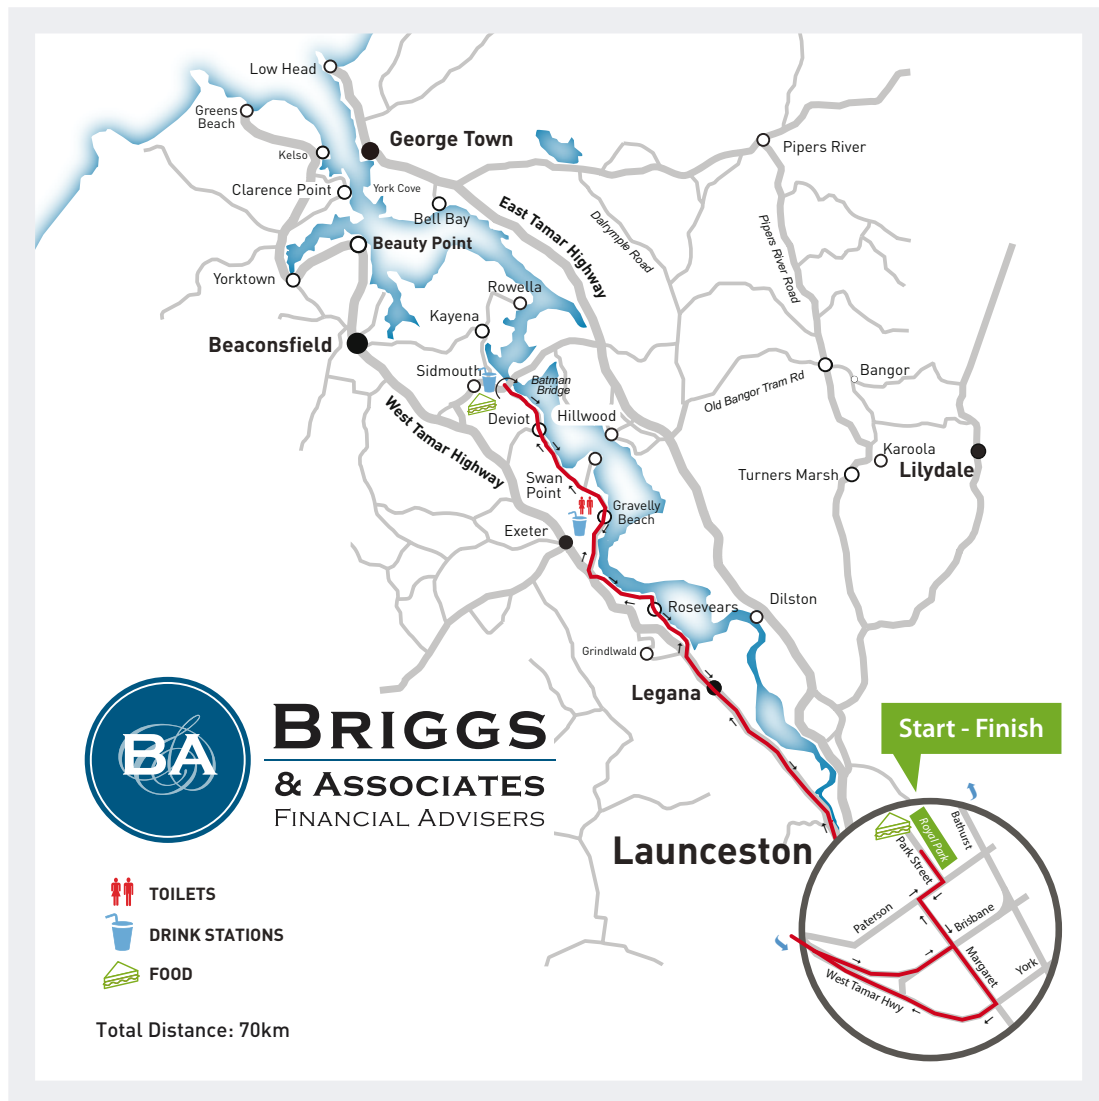 Low Head
Greens
Beach
George Town
Kelso
Pipers River
Clarence Point
York Cove
Bell Bay
East Tamar Highway
Dalrymple Road
Pipers River Road
Beauty Point
Yorktown
Rowella
Kayena
Beaconsfield
Sidmouth
Batman
Bridge
Bangor
Old Bangor Tram Rd
West Tamar Highway
Deviot
Hillwood
Karoola
Lilydale
Turners Marsh
Swan
Point
Gravelly
Beach
Exeter
Rosevears
Dilston
Grindlwald
Legana
BA
BRIGGS
& ASSOCIATES
FINANCIAL ADVISERS
Start - Finish
Launceston
Royal Park
Bathurst
Park Street
Paterson
Brisbane
Margaret
York
West Tamar Hwy
TOILETS
DRINK STATIONS
FOOD
Total Distance: 70km